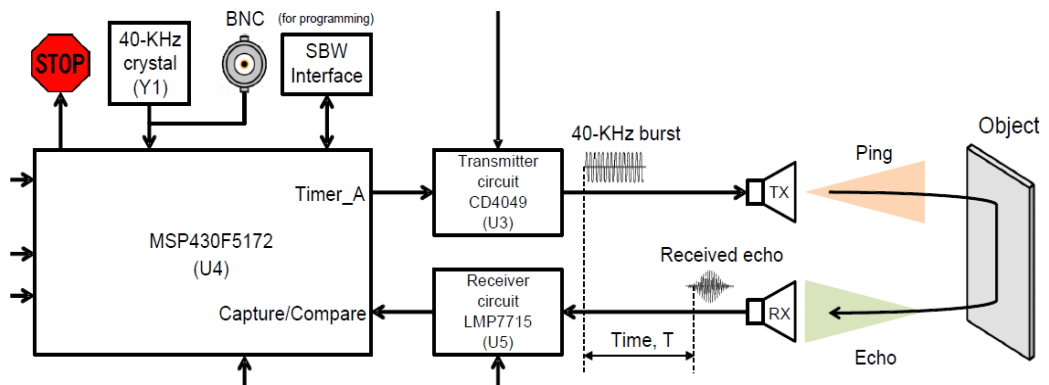 STOP
40-KHz
crystal
(Y1)
BNC
(for programming)
SBW
Interface
MSP430F5172
(U4)
Timer_A
Capture/Compare
Transmitter
circuit
CD4049
(U3)
Receiver
circuit
LMP7715
(U5)
40-KHz burst
Received echo
Time, T
TX
RX
Ping
Echo
Object